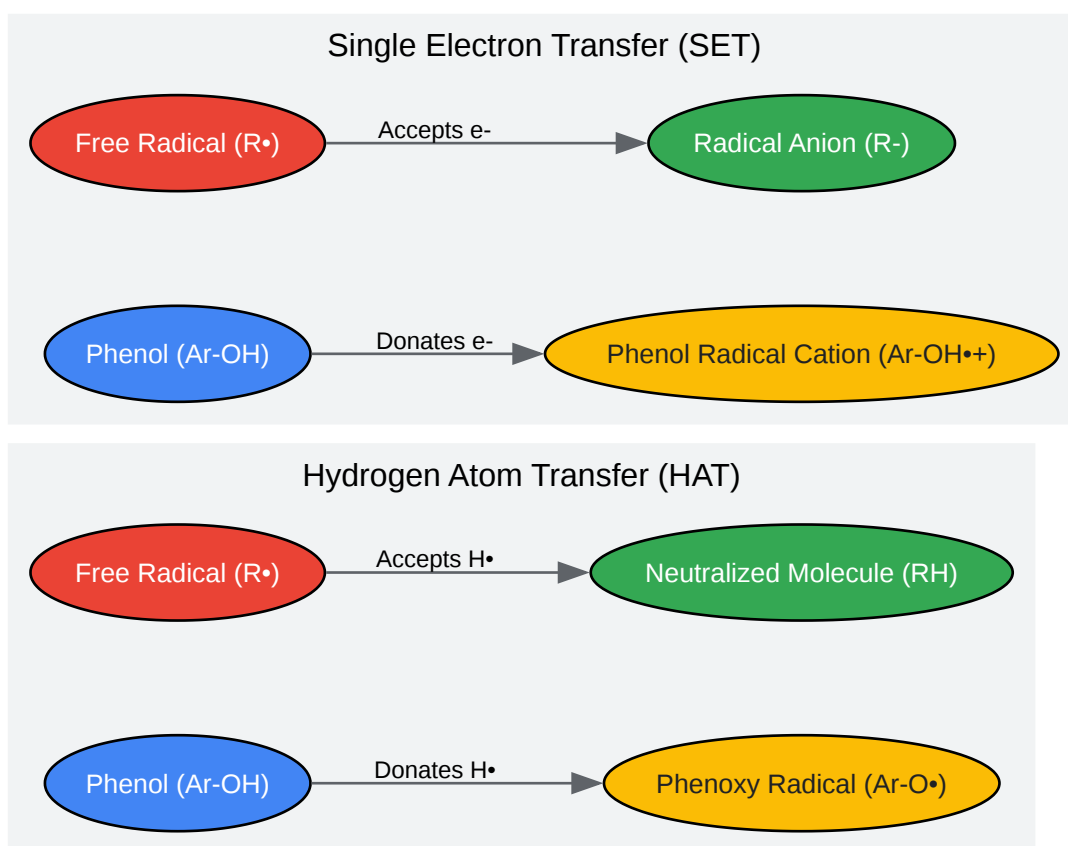 Single Electron Transfer (SET)
Free Radical (R•)
Accepts e-
Radical Anion (R-)
Phenol (Ar-OH)
Donates e-
Phenol Radical Cation (Ar-OH•+)
Hydrogen Atom Transfer (HAT)
Free Radical (R•)
Accepts H•
Neutralized Molecule (RH)
Phenol (Ar-OH)
Donates H•
Phenoxy Radical (Ar-O•)